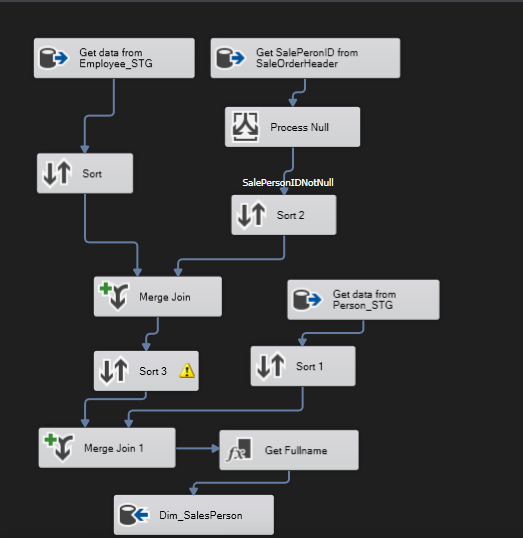 Get data from
Employee_STG
Get SalePeronID from
SaleOrderHeader
Process Null
Sort
SalePersonIDNotNull
Sort 2
Merge Join
Get data from
Person_STG
Sort 3
Sort 1
Merge Join 1
Get Fullname
Dim_SalesPerson